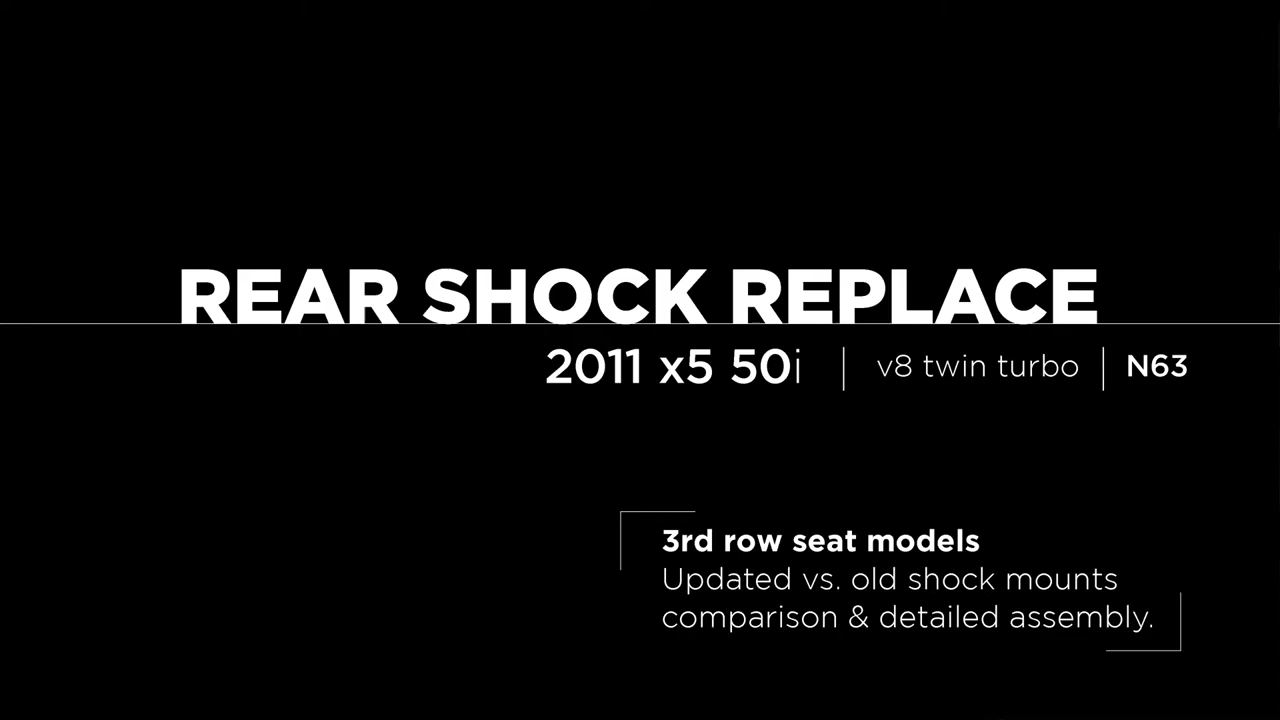 REAR SHOCK REPLACE
2011 x5 50i | v8 twin turbo | N63
3rd row seat models
Updated vs. old shock mounts
comparison & detailed assembly.